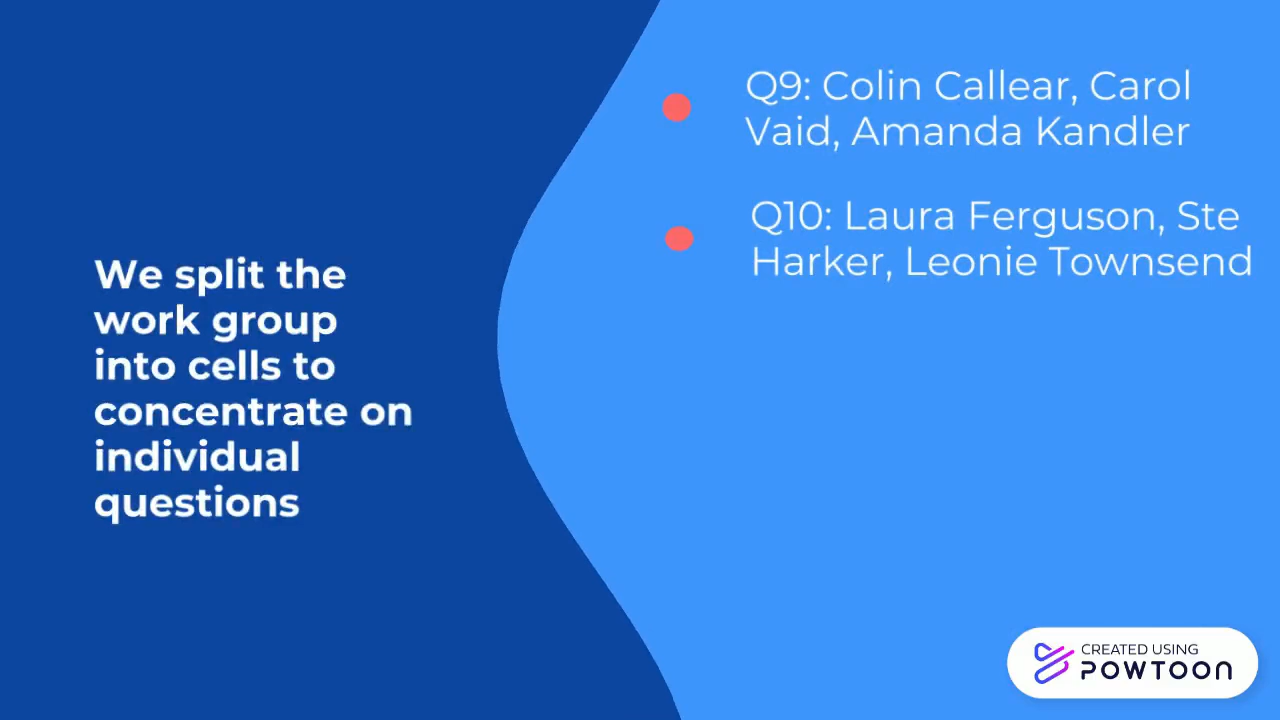 We split the
work group
into cells to
concentrate on
individual
questions
Q9: Colin Callear, Carol
Vaid, Amanda Kandler
Q10: Laura Ferguson, Ste
Harker, Leonie Townsend
CREATED USING
POWTOON